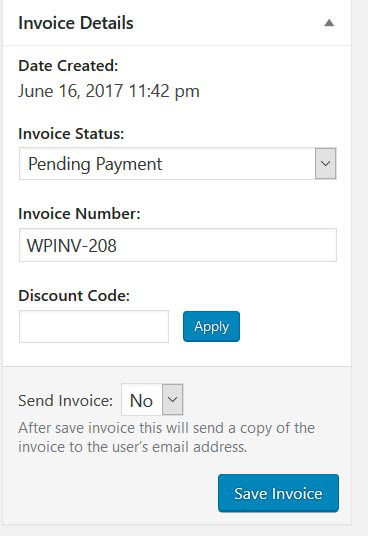 Invoice Details
Date Created:
June 16, 2017 11:42 pm
Invoice Status:
Pending Payment
Invoice Number:
WPINV-208
Discount Code:
Apply
Send Invoice: No
After save invoice this will send a copy of the
invoice to the user's email address.
Save Invoice